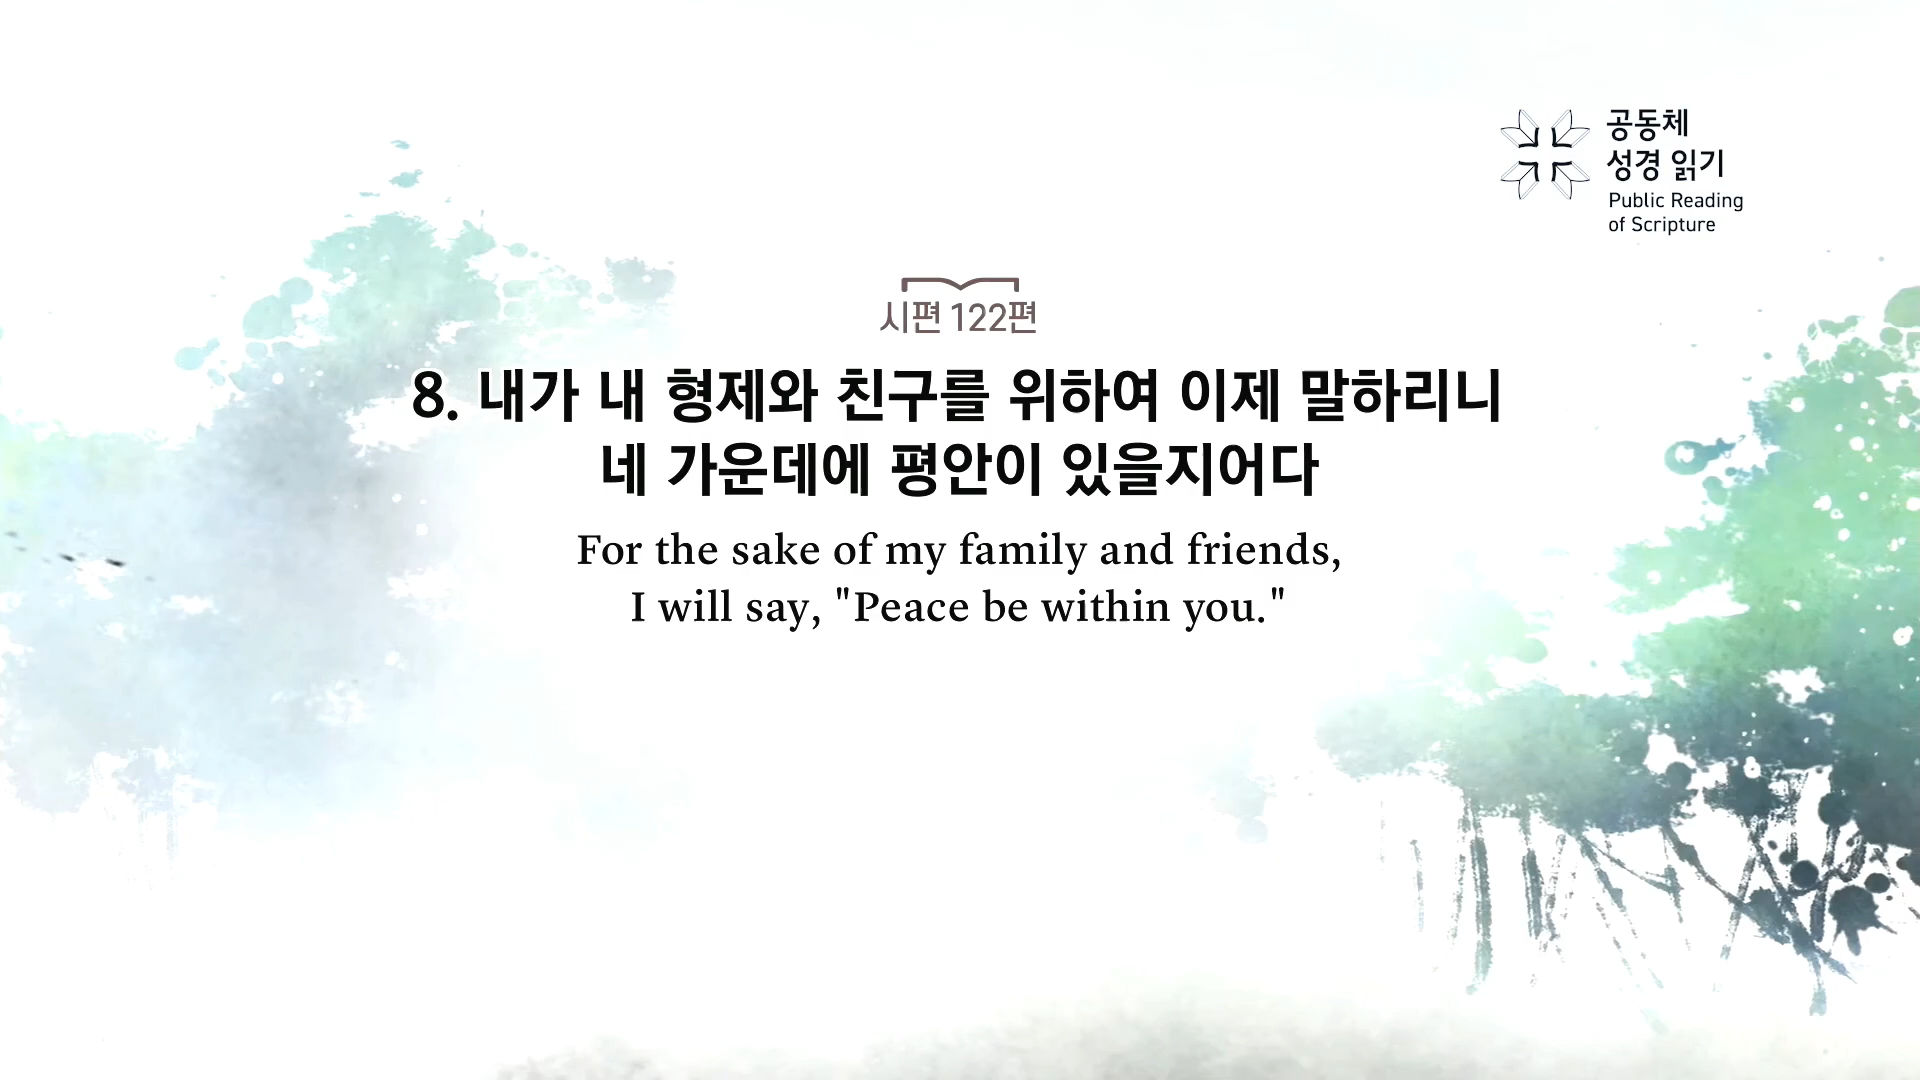 공동체
성경 읽기
Public Reading
of Scripture
시편 122편
8. 내가 내 형제와 친구를 위하여 이제 말하리니
네 가운데에 평안이 있을지어다
For the sake of my family and friends,
I will say, "Peace be within you."